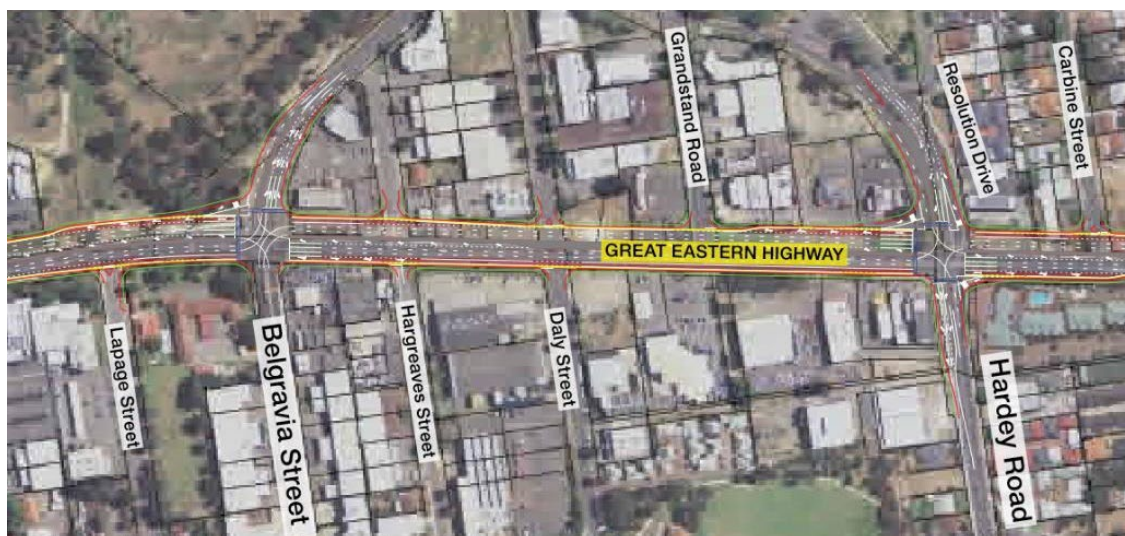 Grandstand Road
Resolution Drive
Carbine Street
GREAT EASTERN HIGHWAY
Lapage Street
Belgravia Street
Hargreaves Street
Daly Street
Hardey Road